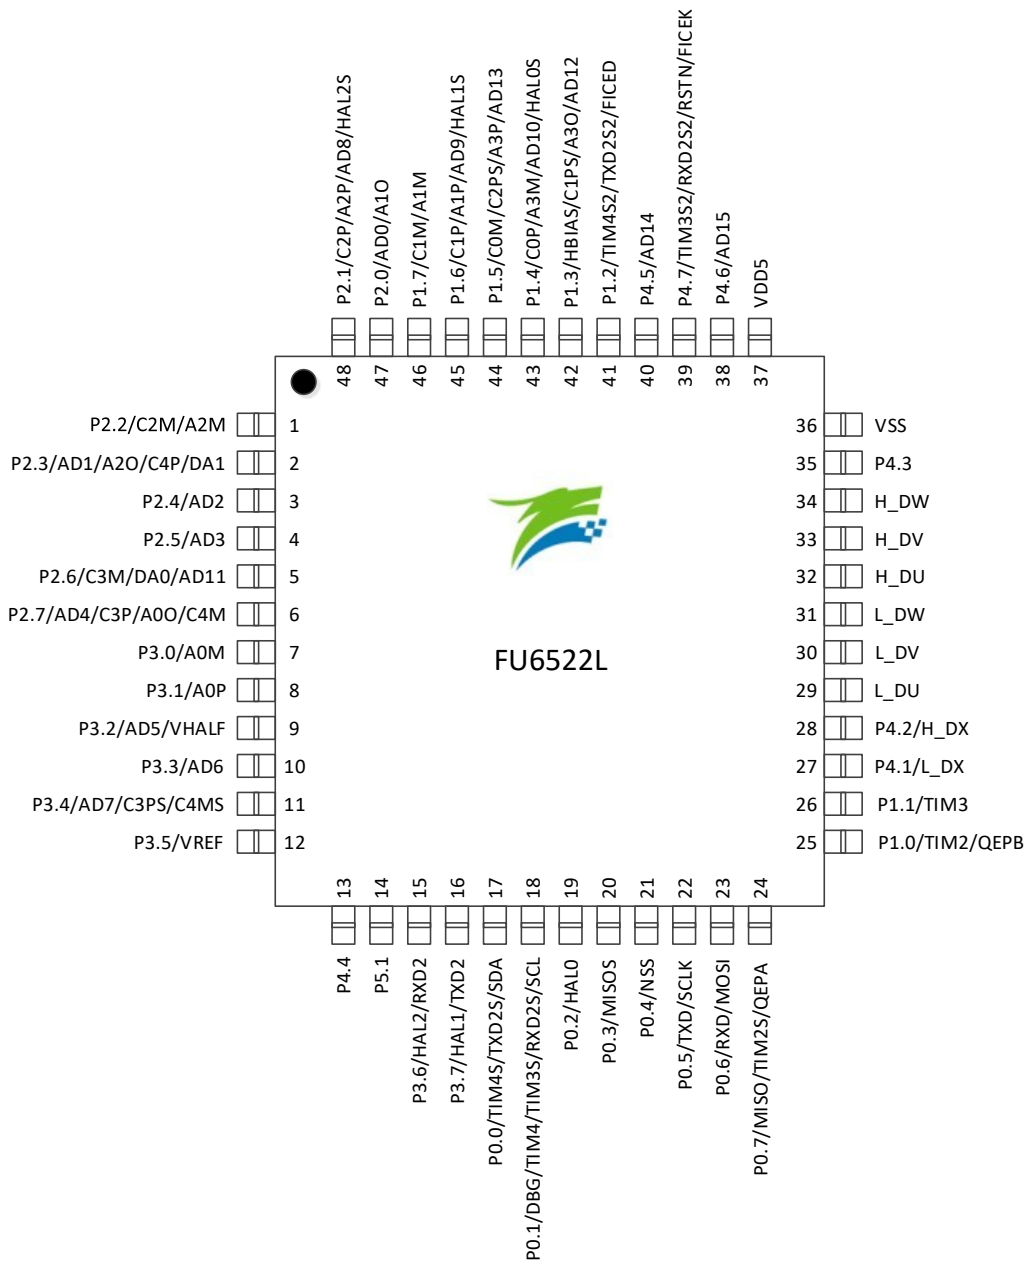 P2.1/C2P/A2P/AD8/HAL2S
P2.0/AD0/A1O
P1.7/C1M/A1M
P1.6/C1P/A1P/AD9/HAL1S
P1.5/C0M/C2PS/A3P/AD13
P1.4/C0P/A3M/AD10/HAL0S
P1.3/HBIAS/C1PS/A3O/AD12
P1.2/TIM4S2/TXD2S2/FICED
P4.5/AD14
P4.7/TIM3S2/RXD2S2/RSTN/FICEK
P4.6/AD15
VDD5
48 47 46 45 44 43 42 41 40 39 38 37
P2.2/C2M/A2M 1
36 VSS
P2.3/AD1/A2O/C4P/DA1 2
35 P4.3
P2.4/AD2 3
34 H_DW
P2.5/AD3 4
33 H_DV
P2.6/C3M/DA0/AD11 5
32 H_DU
P2.7/AD4/C3P/A0O/C4M 6
31 L_DW
P3.0/A0M 7
FU6522L
30 L_DV
P3.1/A0P 8
29 L_DU
P3.2/AD5/VHALF 9
28 P4.2/H_DX
P3.3/AD6 10
27 P4.1/L_DX
P3.4/AD7/C3PS/C4MS 11
26 P1.1/TIM3
P3.5/VREF 12
25 P1.0/TIM2/QEPB
13 14 15 16 17 18 19 20 21 22 23 24
P4.4
P5.1
P3.6/HAL2/RXD2
P3.7/HAL1/TXD2
P0.0/TIM4S/TXD2S/SDA
P0.1/DBG/TIM4/TIM3S/RXD2S/SCL
P0.2/HAL0
P0.3/MISOS
P0.4/NSS
P0.5/TXD/SCLK
P0.6/RXD/MOSI
P0.7/MISO/TIM2S/QEPA